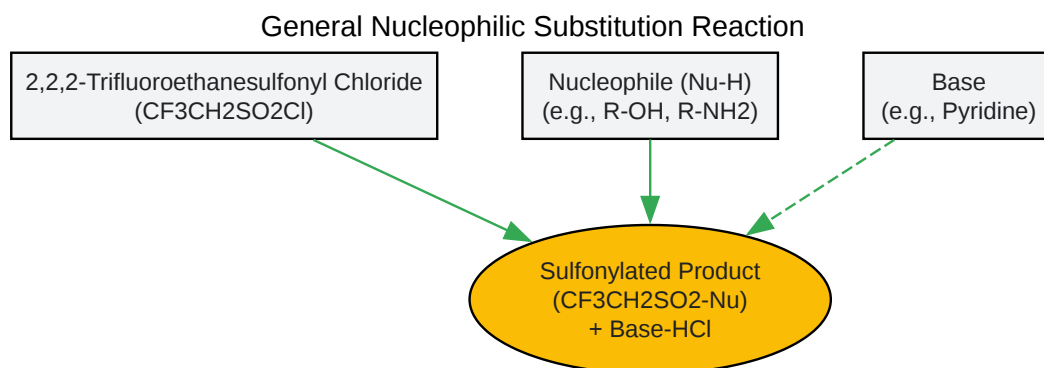 General Nucleophilic Substitution Reaction
2,2,2-Trifluoroethanesulfonyl Chloride
(CF3CH2SO2Cl)
Nucleophile (Nu-H)
(e.g., R-OH, R-NH2)
Base
(e.g., Pyridine)
Sulfonylated Product
(CF3CH2SO2-Nu)
+ Base-HCl